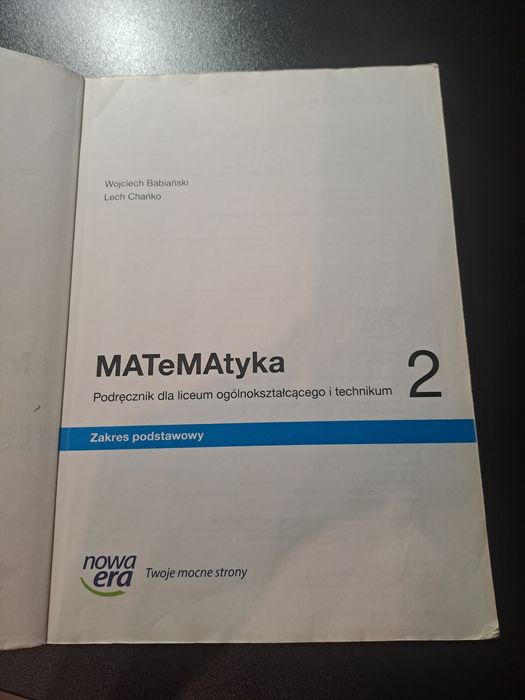 Wojciech Babiański
Lech Chańko
MATeMAtyka 2
Podręcznik dla liceum ogólnokształcącego i technikum
Zakres podstawowy
nowa
era
Twoje mocne strony